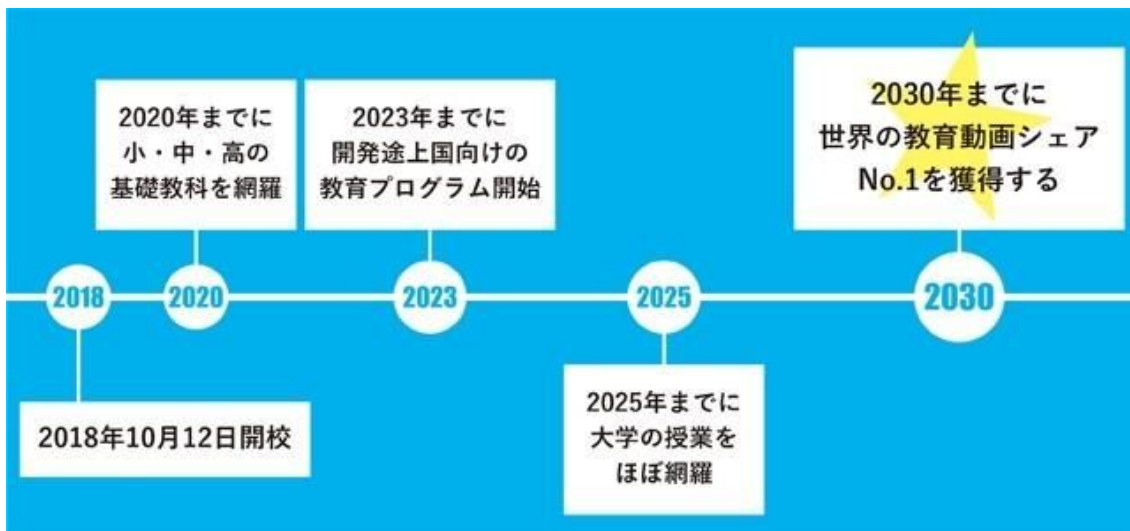 2018
2018年10月12日開校
2020年までに
小・中・高の
基礎教科を網羅
2020
2023年までに
開発途上国向けの
教育プログラム開始
2023
2025
2025年までに
大学の授業を
ほぼ網羅
2030年までに
世界の教育動画シェア
No.1を獲得する
2030